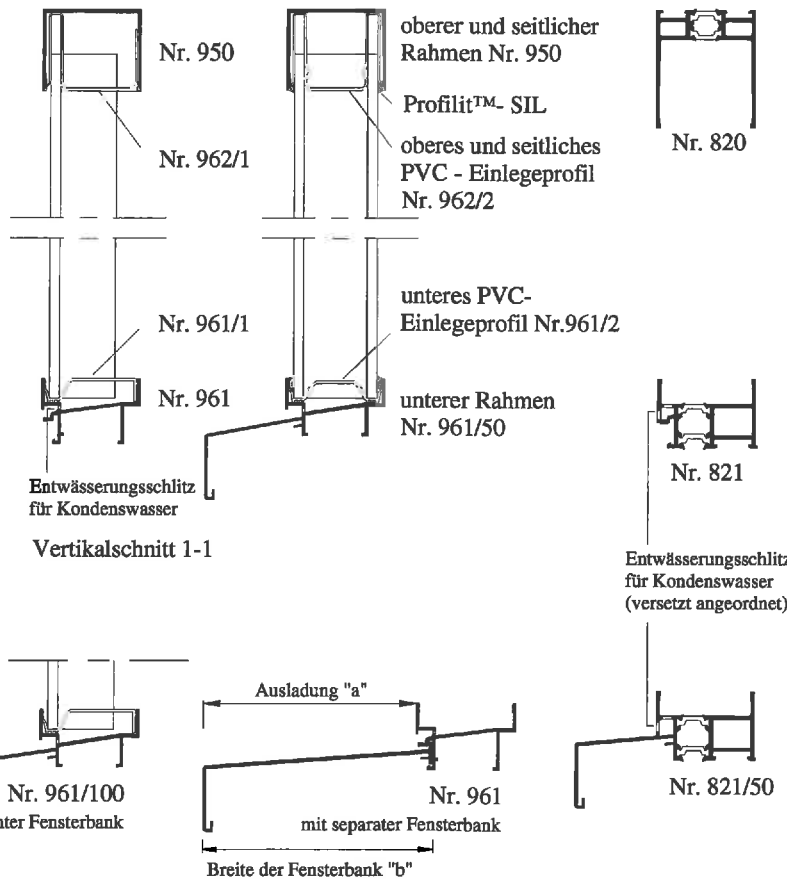 Nr. 950
oberer und seitlicher
Rahmen Nr. 950
Profilit™- SIL
Nr. 962/1
oberes und seitliches
PVC - Einlegeprofil
Nr. 962/2
Nr. 820
Nr. 961/1
unteres PVC-
Einlegeprofil Nr.961/2
Nr. 961
unterer Rahmen
Nr. 961/50
Nr. 821
Entwässerungsschlitz
für Kondenswasser
Vertikalschnitt 1-1
Entwässerungsschlitz
für Kondenswasser
(versetzt angeordnet)
Ausladung "a"
Nr. 961/100
Fensterbank
Nr. 961
mit separater Fensterbank
Nr. 821/50
Breite der Fensterbank "b"